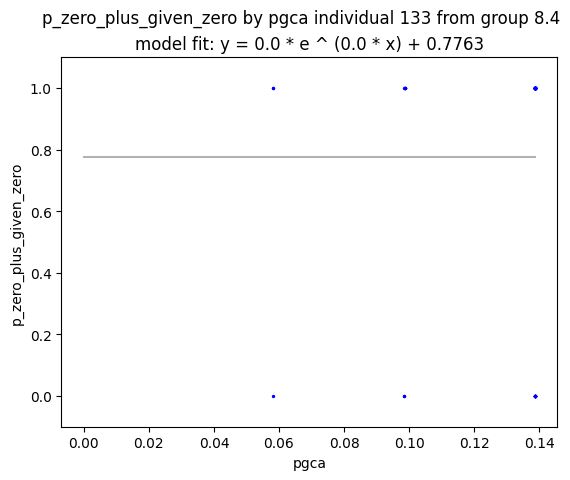 p_zero_plus_given_zero by pgca individual 133 from group 8.4
model fit: y = 0.0 * e ^ (0.0 * x) + 0.7763
1.0
0.8
0.6
0.4
0.2
0.0
p_zero_plus_given_zero
0.00 0.02 0.04 0.06 0.08 0.10 0.12 0.14
pgca